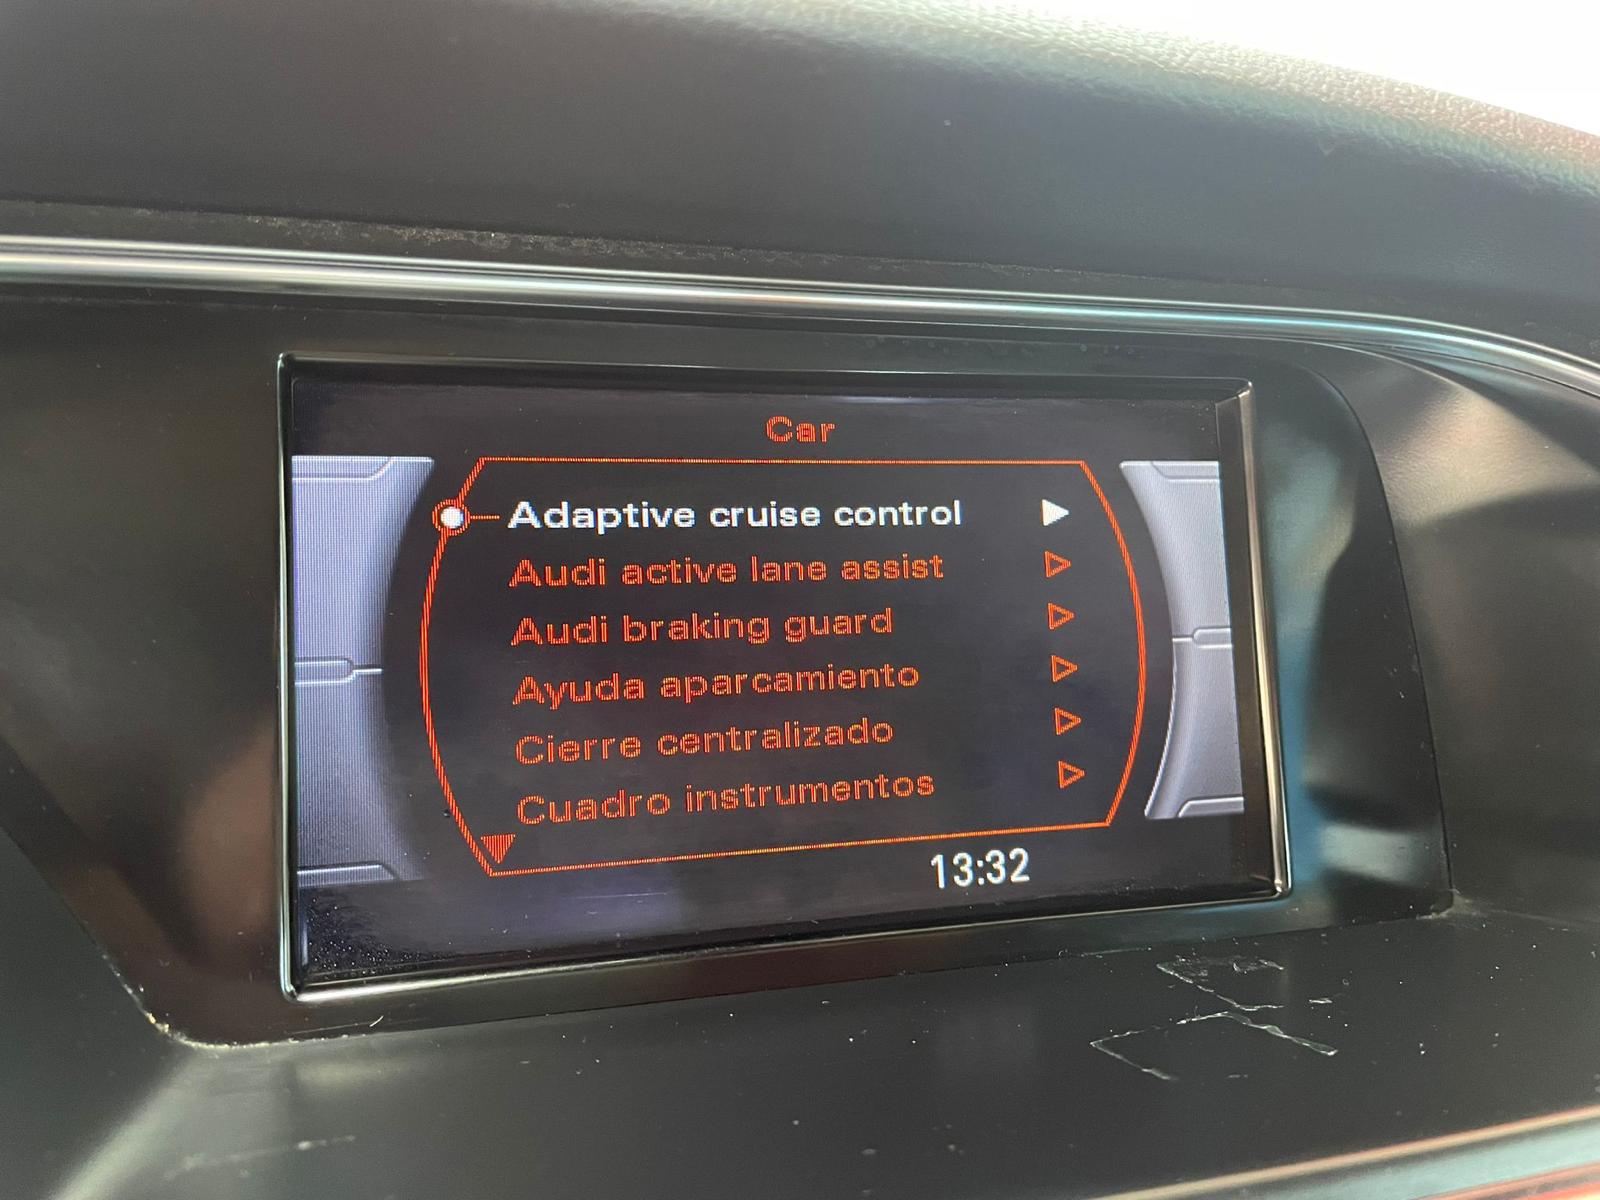 Car
Adaptive cruise control
Audi active lane assist
Audi braking guard
Ayuda aparcamiento
Cierre centralizado
Cuadro instrumentos
13:32